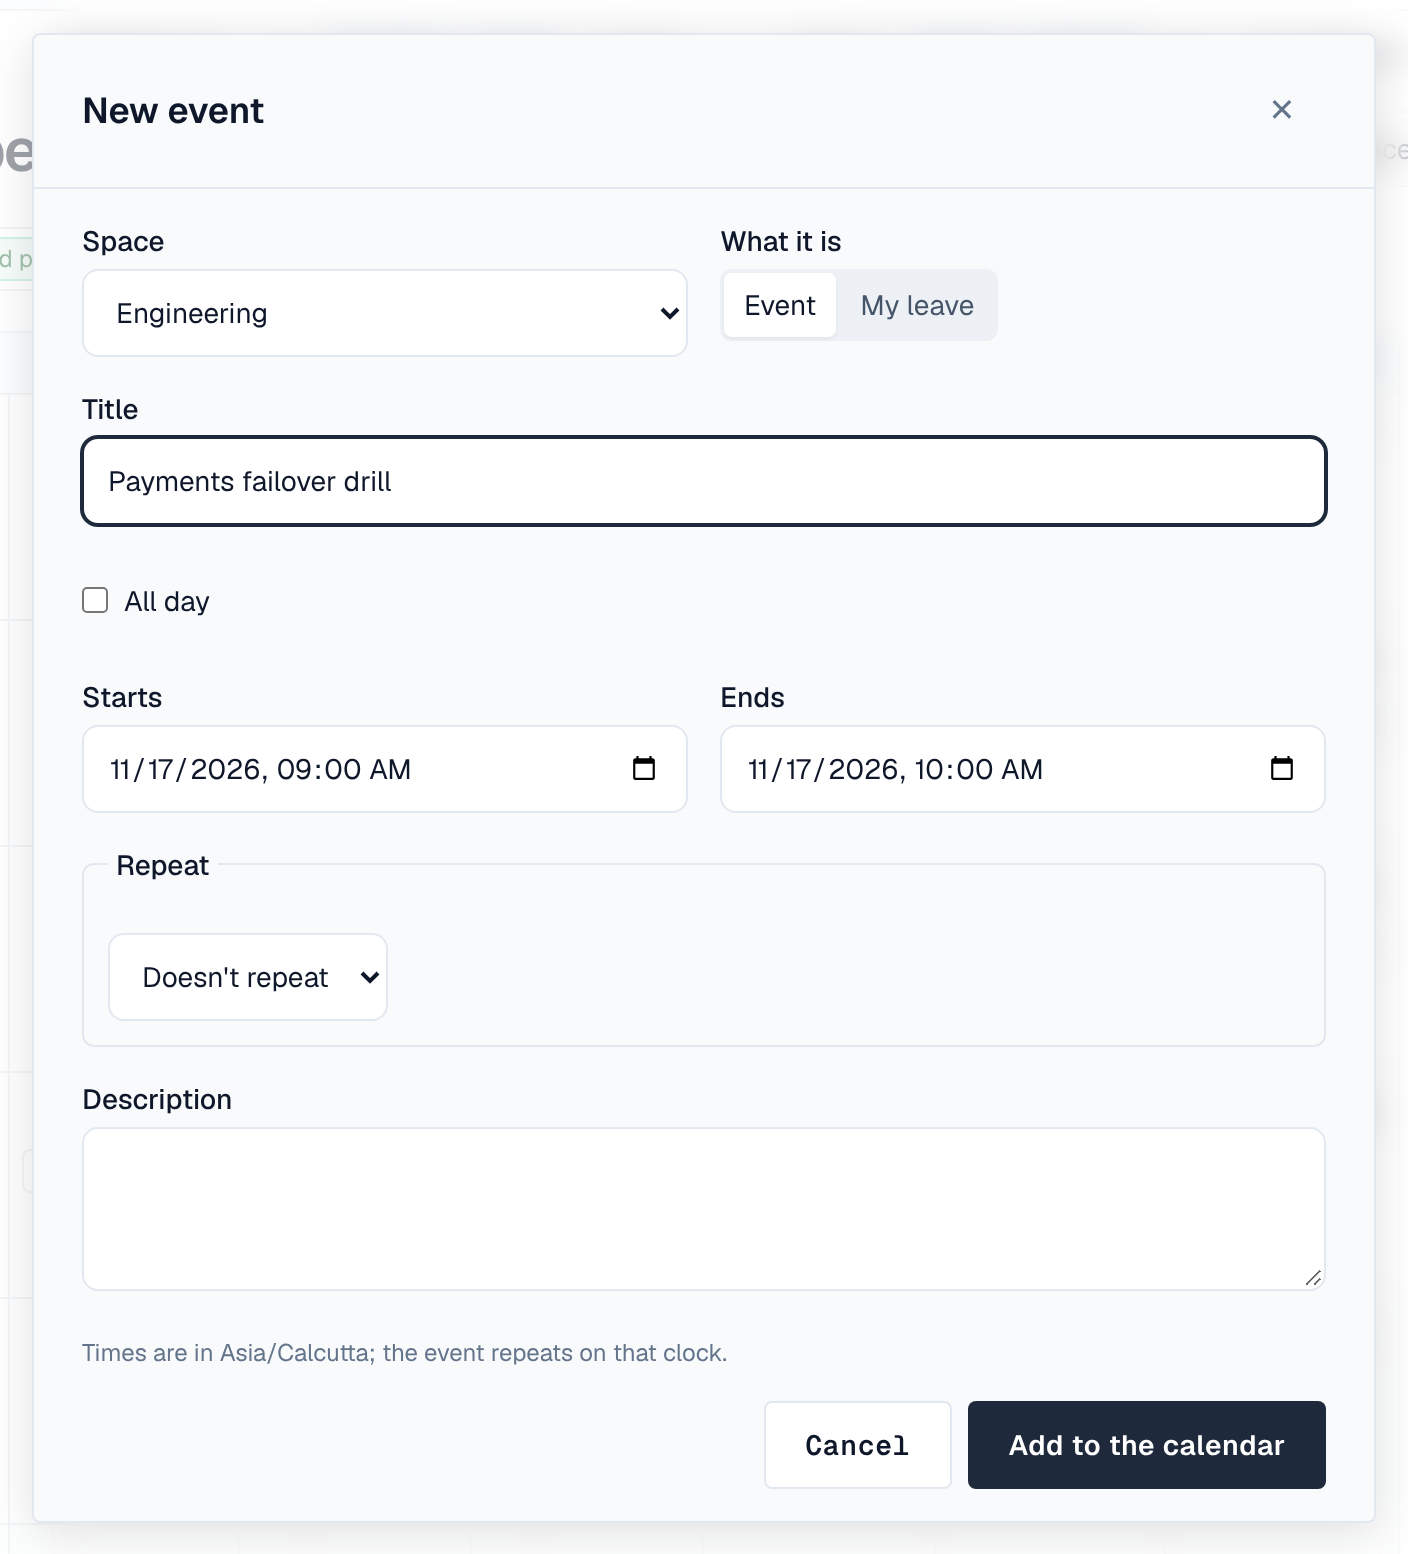 New event
Space
What it is
Engineering
Event
My leave
Title
Payments failover drill
All day
Starts
Ends
11/17/2026, 09:00 AM
11/17/2026, 10:00 AM
Repeat
Doesn't repeat
Description
Times are in Asia/Calcutta; the event repeats on that clock.
Cancel
Add to the calendar